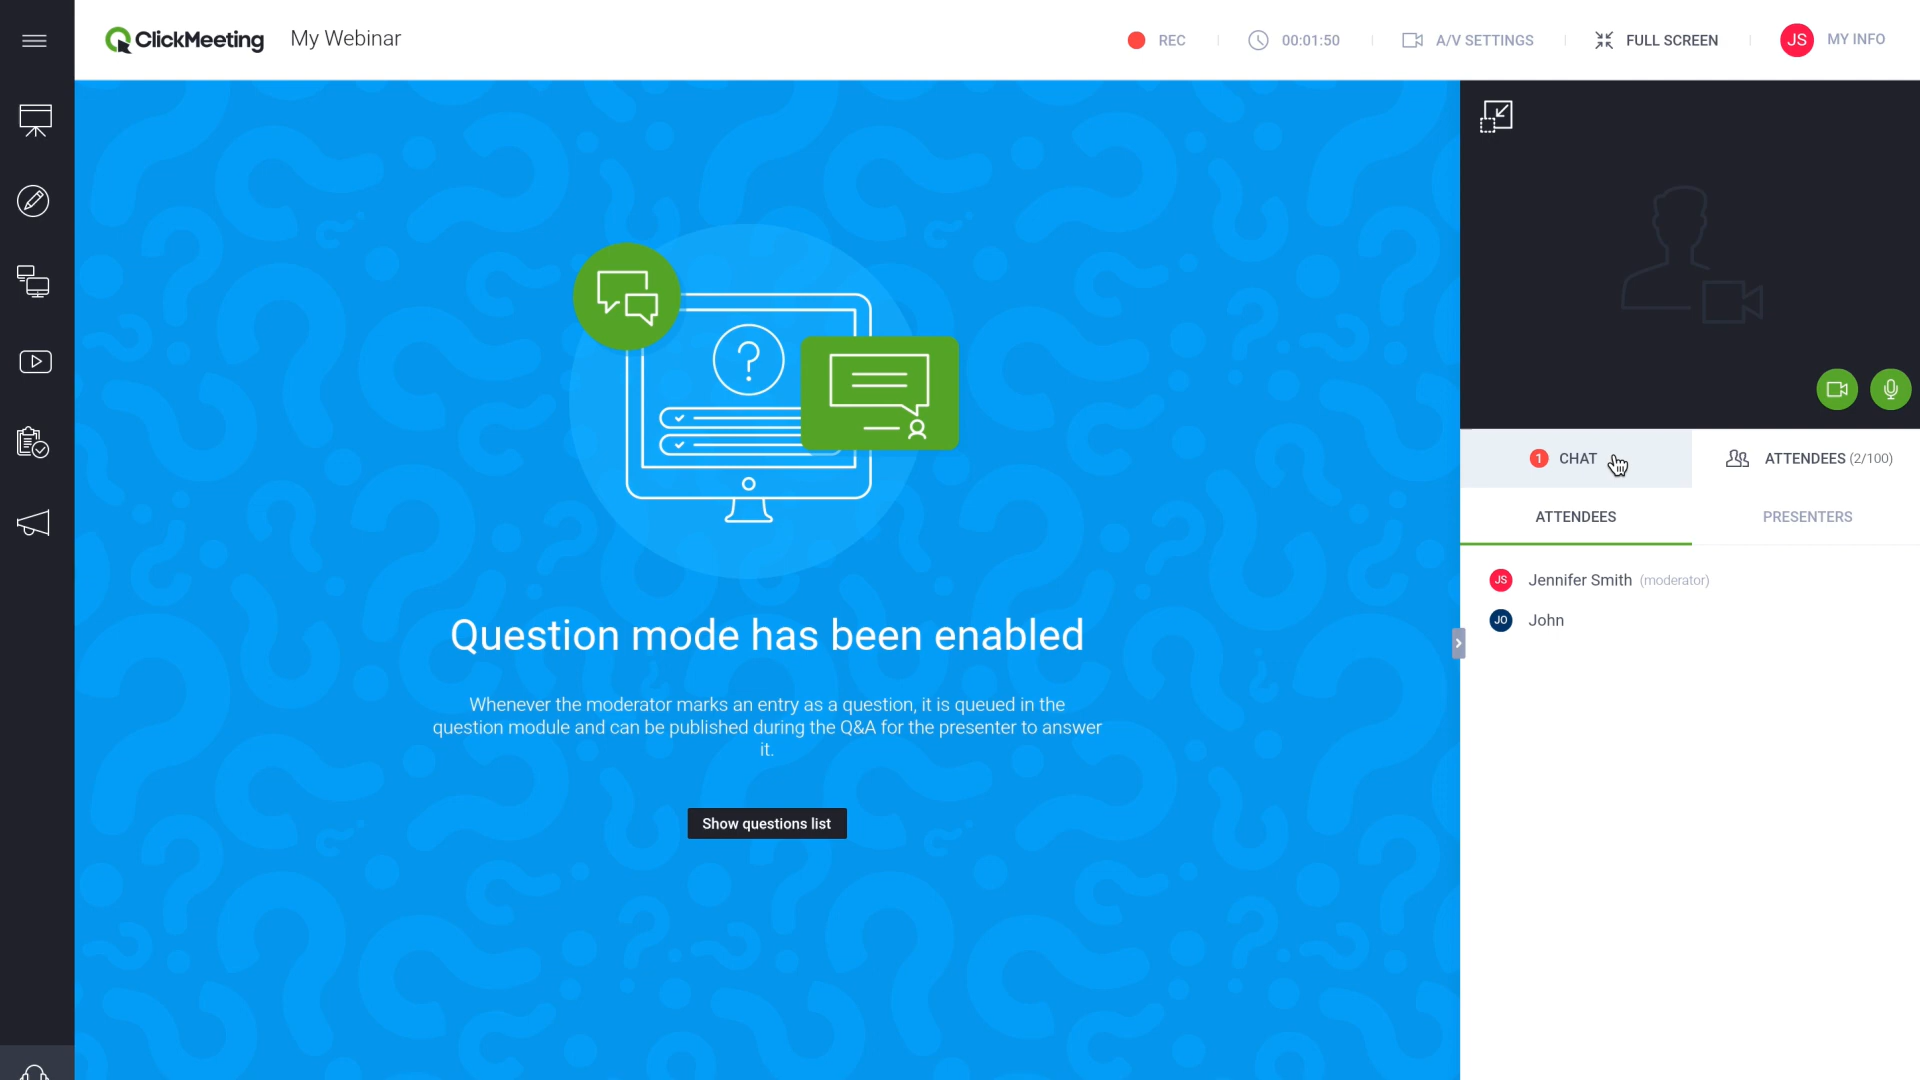 ClickMeeting My Webinar
REC 00:01:50 A/V SETTINGS FULL SCREEN JS MY INFO
1 CHAT ATTENDEES (2/100)
ATTENDEES PRESENTERS
JS Jennifer Smith (moderator)
JO John
?
Question mode has been enabled
Whenever the moderator marks an entry as a question, it is queued in the
question module and can be published during the Q&A for the presenter to answer
it.
Show questions list